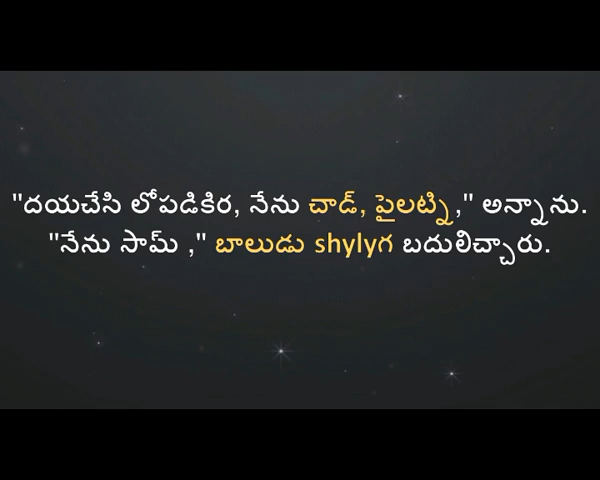 "దయచేసి లోపడికిర, నేను చాడ్, పైలట్ని," అన్నాను.
"నేను సామ్ ," బాలుడు shylyగ బదులిచ్చారు.